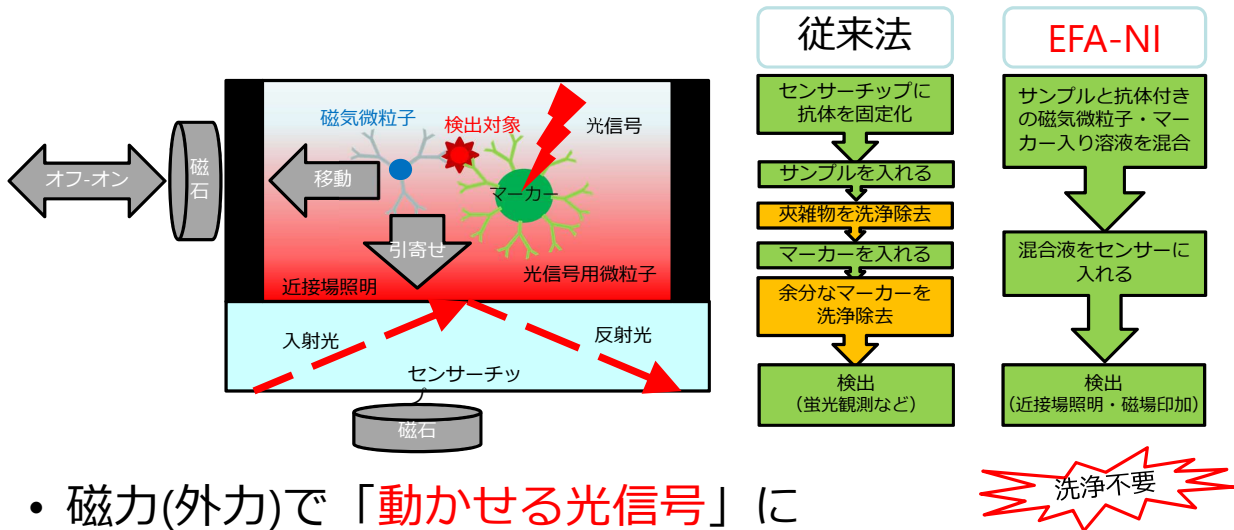 オフ-オン
磁
石
磁気微粒子
検出対象
光信号
移動
マーカー
引寄せ
近接場照明
光信号用微粒子
入射光
反射光
センサーチッ
磁石
従来法
センサーチップに
抗体を固定化
サンプルを入れる
夾雑物を洗浄除去
マーカーを入れる
余分なマーカーを
洗浄除去
検出
(蛍光観測など)
EFA-NI
サンプルと抗体付き
の磁気微粒子・マー
カー入り溶液を混合
混合液をセンサーに
入れる
検出
(近接場照明・磁場印加)
洗浄不要
• 磁力(外力)で「動かせる光信号」に